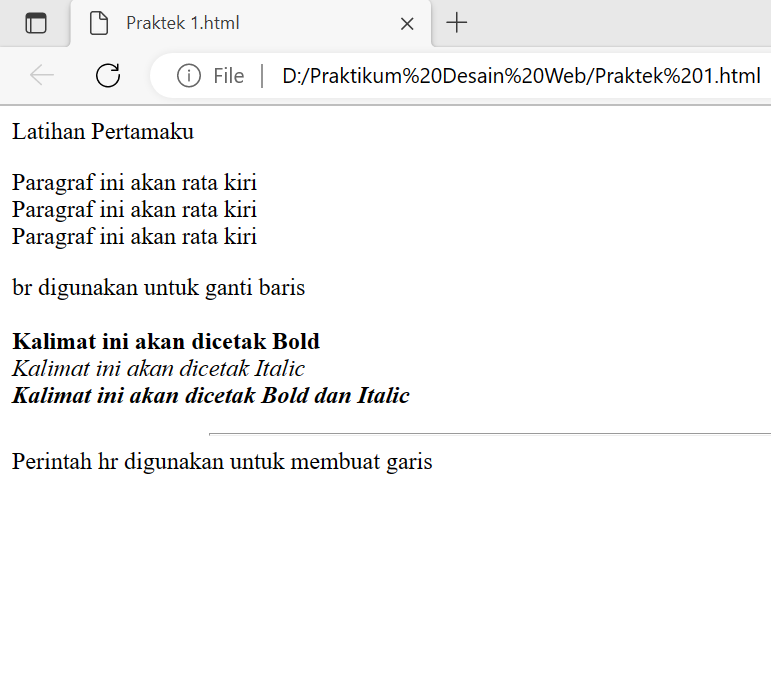 Praktek 1.html
File
D:/Praktikum%20Desain%20Web/Praktek%201.html
Latihan Pertamaku
Paragraf ini akan rata kiri
Paragraf ini akan rata kiri
Paragraf ini akan rata kiri
br digunakan untuk ganti baris
Kalimat ini akan dicetak Bold
Kalimat ini akan dicetak Italic
Kalimat ini akan dicetak Bold dan Italic
Perintah hr digunakan untuk membuat garis